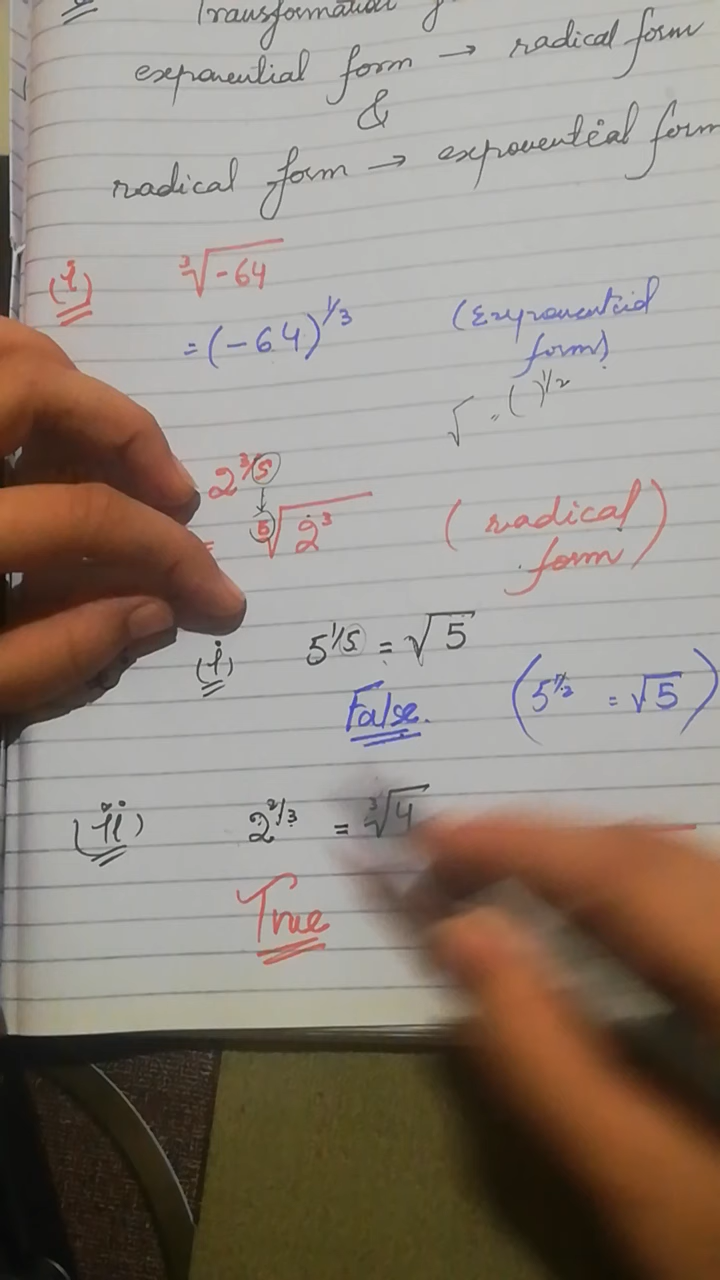 Transformation
exponential form → radical form
&
radical form → exponential form
(i) ∛-64
= (-64)^1/3 (Exponential form)
√ = ( )^1/2
2^3/5
= ⁵√2³ (radical form)
(i) 5^1/5 = √5
False. (5^1/2 = √5)
(ii) 2^2/3 = ∛4
True